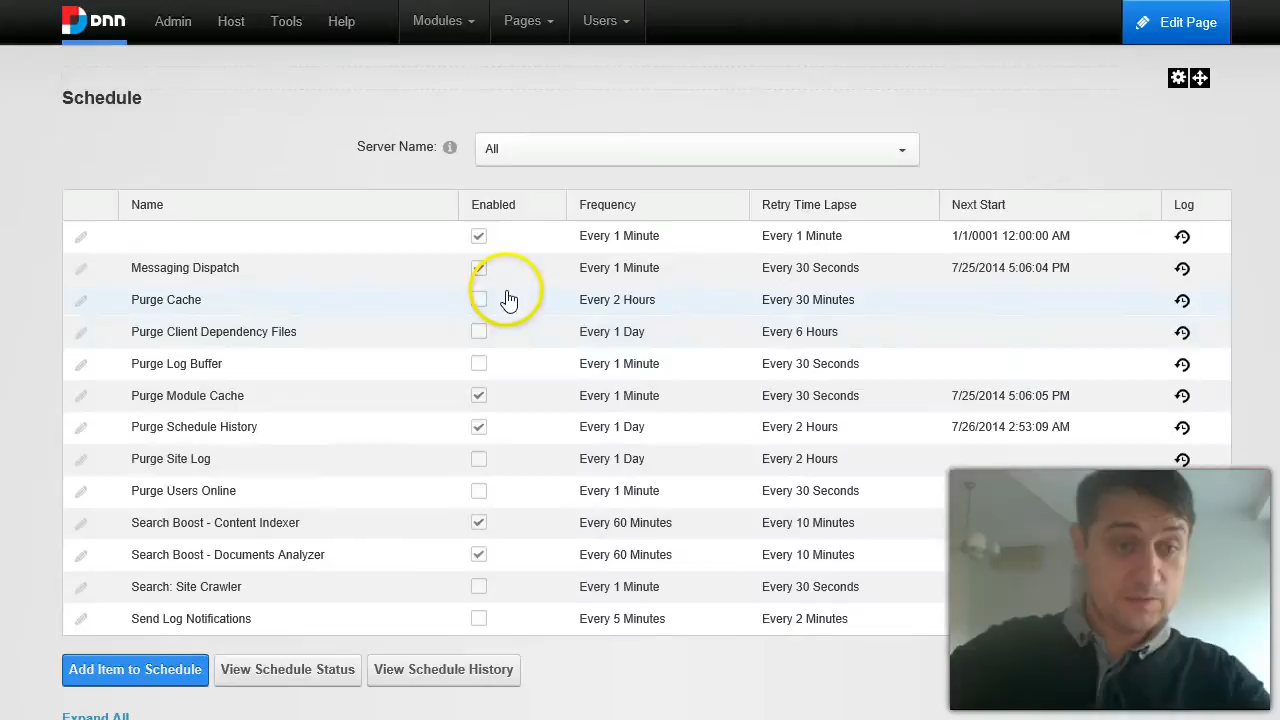 DNN Admin Host Tools Help Modules Pages Users Edit Page
Schedule
Server Name: All
Name Enabled Frequency Retry Time Lapse Next Start Log
Every 1 Minute Every 1 Minute 1/1/0001 12:00:00 AM
Messaging Dispatch Every 1 Minute Every 30 Seconds 7/25/2014 5:06:04 PM
Purge Cache Every 2 Hours Every 30 Minutes
Purge Client Dependency Files Every 1 Day Every 6 Hours
Purge Log Buffer Every 1 Minute Every 30 Seconds
Purge Module Cache Every 1 Minute Every 30 Seconds 7/25/2014 5:06:05 PM
Purge Schedule History Every 1 Day Every 2 Hours 7/26/2014 2:53:09 AM
Purge Site Log Every 1 Day Every 2 Hours
Purge Users Online Every 1 Minute Every 30 Seconds
Search Boost - Content Indexer Every 60 Minutes Every 10 Minutes
Search Boost - Documents Analyzer Every 60 Minutes Every 10 Minutes
Search: Site Crawler Every 1 Minute Every 30 Seconds
Send Log Notifications Every 5 Minutes Every 2 Minutes
Add Item to Schedule View Schedule Status View Schedule History
Expand All